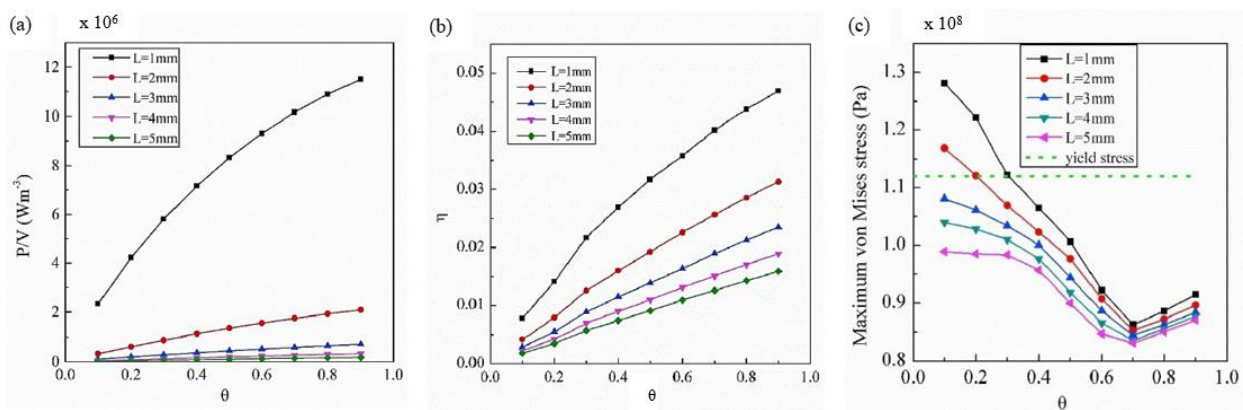 (a)
x 10⁶
P/V (Wm⁻³)
12
10
8
6
4
2
0
L=1mm
L=2mm
L=3mm
L=4mm
L=5mm
0.0 0.2 0.4 0.6 0.8 1.0
θ
(b)
η
0.05
0.04
0.03
0.02
0.01
0.00
L=1mm
L=2mm
L=3mm
L=4mm
L=5mm
0.0 0.2 0.4 0.6 0.8 1.0
θ
(c)
x 10⁸
Maximum von Mises stress (Pa)
1.3
1.2
1.1
1.0
0.9
0.8
L=1mm
L=2mm
L=3mm
L=4mm
L=5mm
yield stress
0.0 0.2 0.4 0.6 0.8 1.0
θ